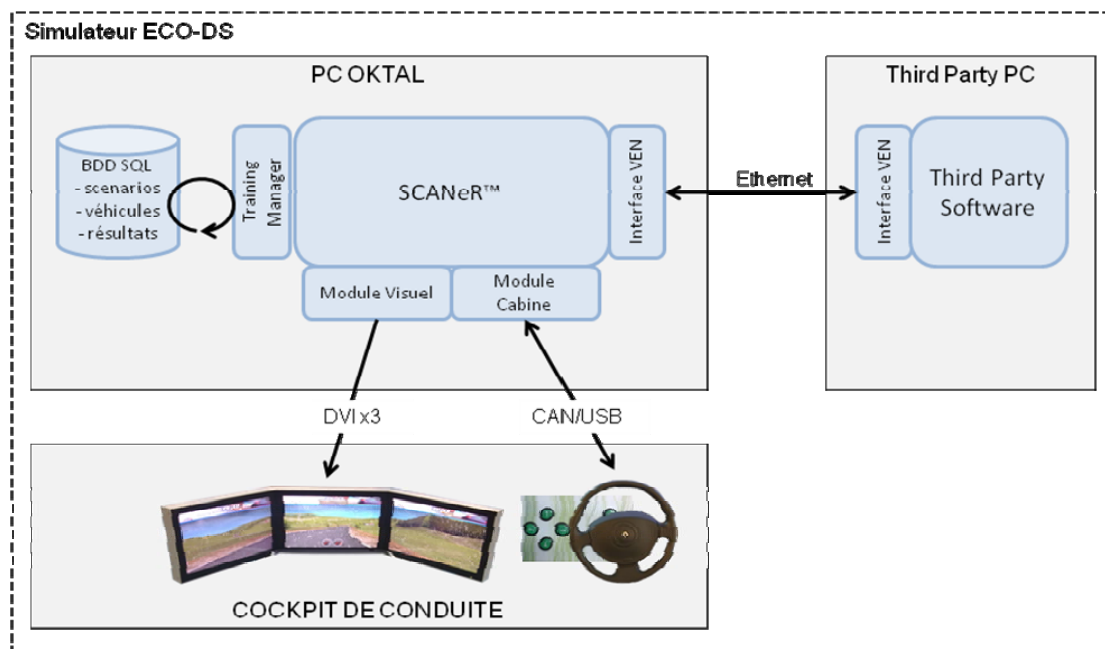 Simulateur ECO-DS
PC OKTAL
Third Party PC
BDD SQL
- scenarios
- véhicules
- résultats
Training
Manager
SCANeR™
Interface VEN
Ethernet
Interface VEN
Third Party
Software
Module Visuel
Module
Cabine
DVI x3
CAN/USB
COCKPIT DE CONDUITE